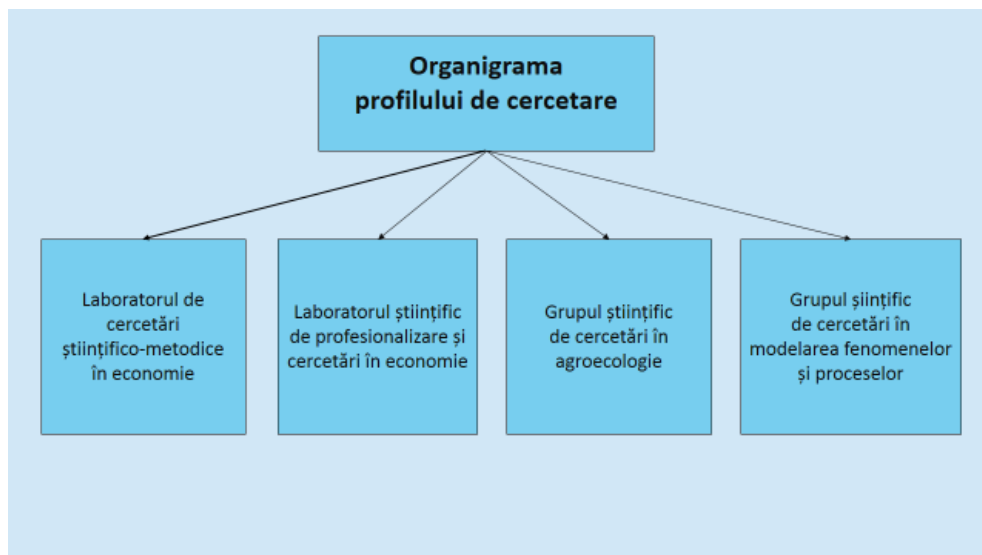 Organigrama
profilului de cercetare
Laboratorul de
cercetări
științifico-metodice
în economie
Laboratorul științific
de profesionalizare și
cercetări în economie
Grupul științific
de cercetări în
agroecologie
Grupul șiințific
de cercetări în
modelarea fenomenelor
și proceselor